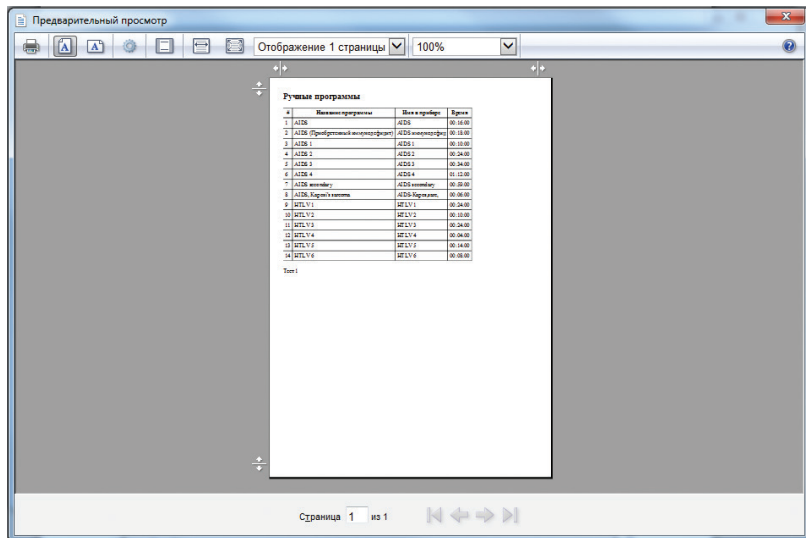 Предварительный просмотр
A A Отображение 1 страницы 100% ?
Ручные программы
# Название программы Имя в приборе Время
1 AIDS AIDS 00:16:00
2 AIDS (Приобретенный иммунодефицит) AIDS иммунодефиц 00:18:00
3 AIDS 1 AIDS 1 00:10:00
4 AIDS 2 AIDS 2 00:24:00
5 AIDS 3 AIDS 3 00:34:00
6 AIDS 4 AIDS 4 01:12:00
7 AIDS secondary AIDS secondary 00:59:00
8 AIDS, Kaposi's sarcoma 00:06:00
9 HTLV 1 HTLV 1 00:24:00
10 HTLV 2 HTLV 2 00:10:00
11 HTLV 3 HTLV 3 00:24:00
12 HTLV 4 HTLV 4 00:04:00
13 HTLV 5 HTLV 5 00:14:00
14 HTLV 6 HTLV 6 00:08:00
Тест 1
Страница 1 из 1